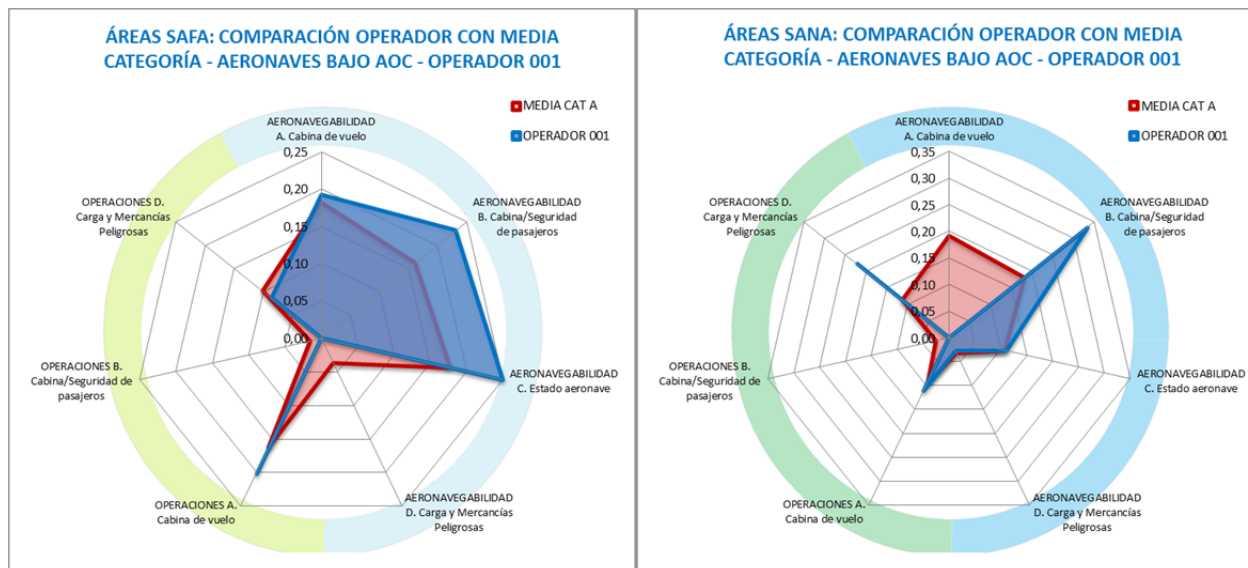 ÁREAS SAFA: COMPARACIÓN OPERADOR CON MEDIA
CATEGORÍA - AERONAVES BAJO AOC - OPERADOR 001
MEDIA CAT A
OPERADOR 001
AERONAVEGABILIDAD
A. Cabina de vuelo
0,25
0,20
0,15
0,10
0,05
0,00
AERONAVEGABILIDAD
B. Cabina/Seguridad
de pasajeros
AERONAVEGABILIDAD
C. Estado aeronave
AERONAVEGABILIDAD
D. Carga y Mercancías
Peligrosas
OPERACIONES A.
Cabina de vuelo
OPERACIONES B.
Cabina/Seguridad de
pasajeros
OPERACIONES D.
Carga y Mercancías
Peligrosas
ÁREAS SANA: COMPARACIÓN OPERADOR CON MEDIA
CATEGORÍA - AERONAVES BAJO AOC - OPERADOR 001
MEDIA CAT A
OPERADOR 001
AERONAVEGABILIDAD
A. Cabina de vuelo
0,35
0,30
0,25
0,20
0,15
0,10
0,05
0,00
AERONAVEGABILIDAD
B. Cabina/Seguridad
de pasajeros
AERONAVEGABILIDAD
C. Estado aeronave
AERONAVEGABILIDAD
D. Carga y Mercancías
Peligrosas
OPERACIONES A.
Cabina de vuelo
OPERACIONES B.
Cabina/Seguridad de
pasajeros
OPERACIONES D.
Carga y Mercancías
Peligrosas